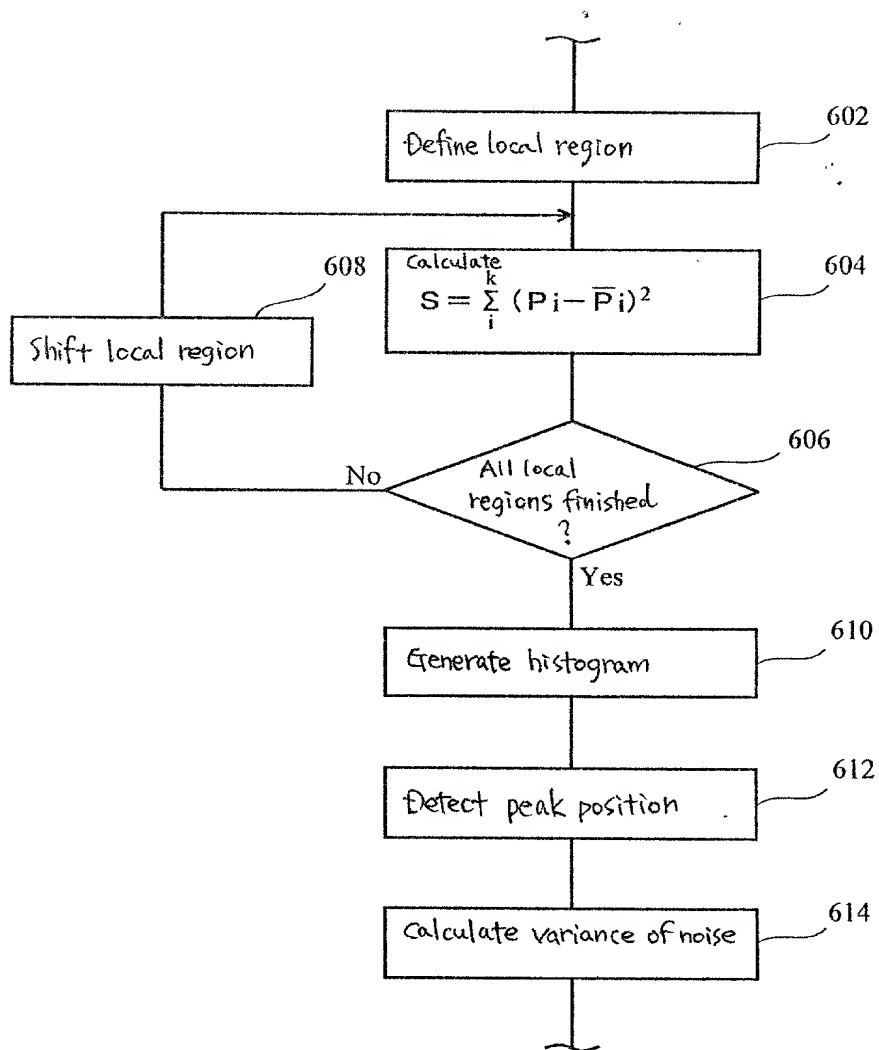 602
Define local region
608
604
Calculate
S = Σ_i^k (Pi − P̅i)²
Shift local region
606
No
All local
regions finished
?
Yes
610
Generate histogram
612
Detect peak position
614
Calculate variance of noise